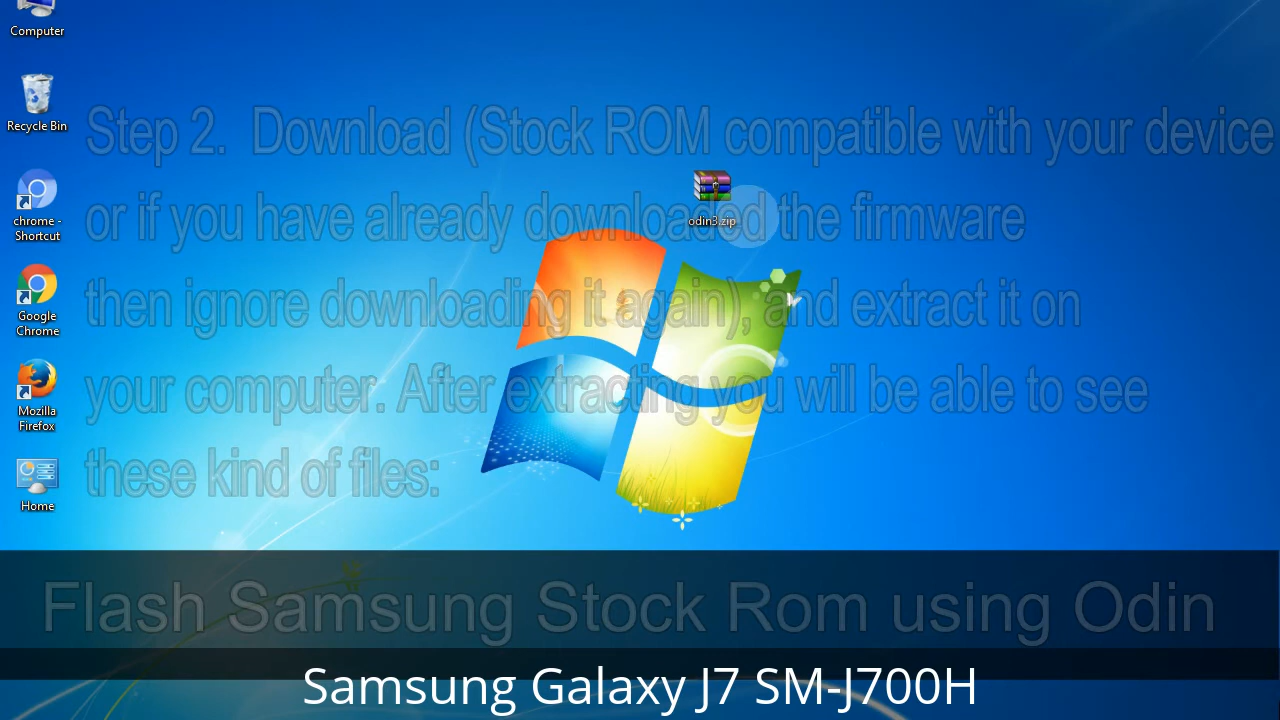 Computer
Recycle Bin
chrome -
Shortcut
Google
Chrome
Mozilla
Firefox
Home
odin3.zip
Step 2. Download (Stock ROM compatible with your device
or if you have already downloaded the firmware
then ignore downloading it again), and extract it on
your computer. After extracting you will be able to see
these kind of files:
Flash Samsung Stock Rom using Odin
Samsung Galaxy J7 SM-J700H